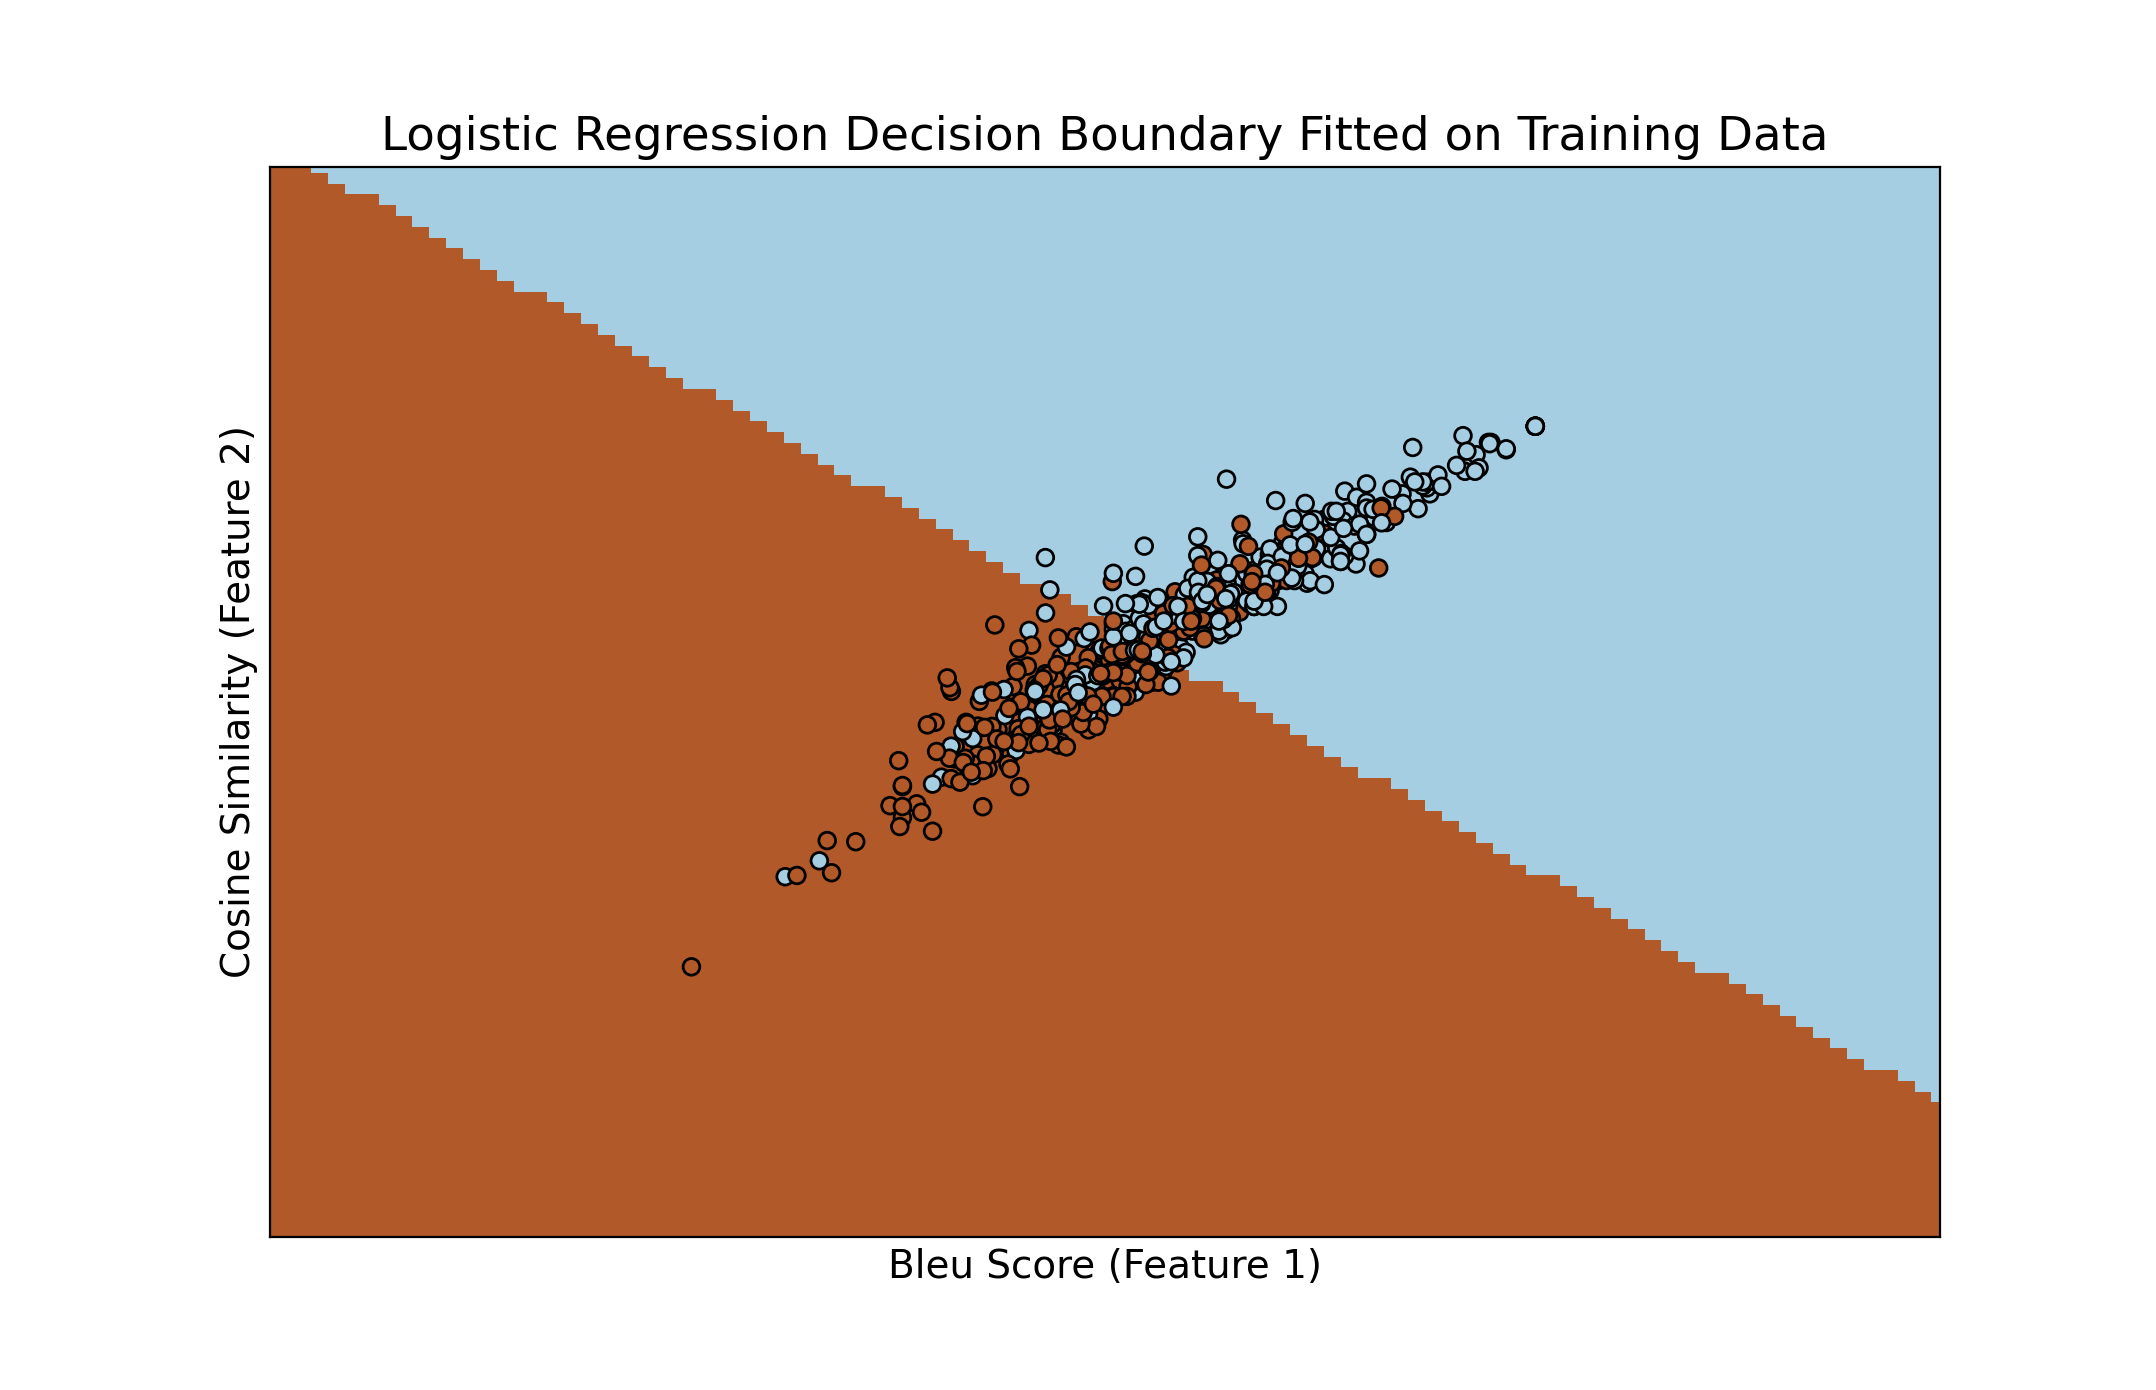 Logistic Regression Decision Boundary Fitted on Training Data
Cosine Similarity (Feature 2)
Bleu Score (Feature 1)